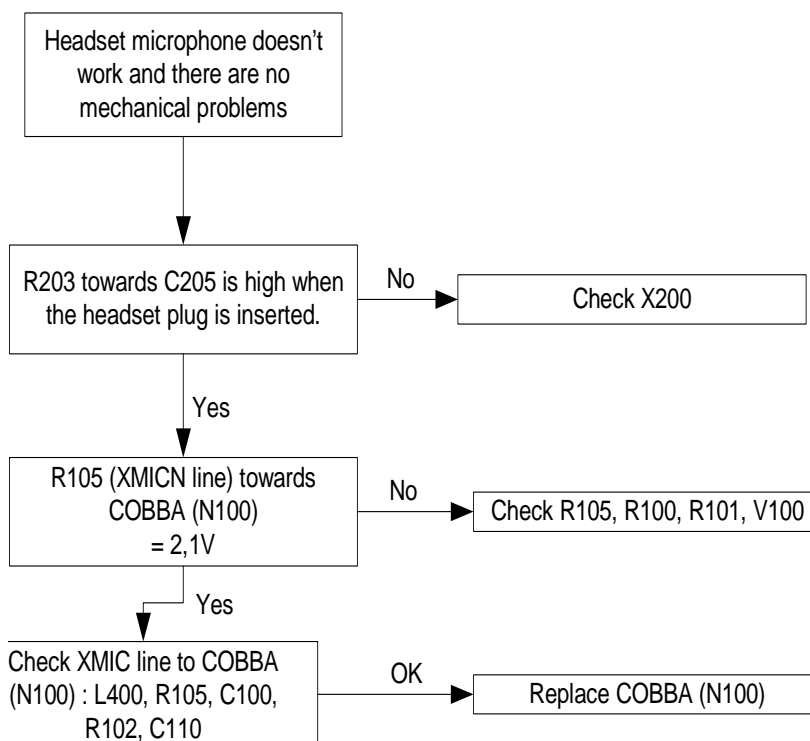 Headset microphone doesn't
work and there are no
mechanical problems
R203 towards C205 is high when
the headset plug is inserted.
No
Check X200
Yes
R105 (XMICN line) towards
COBBA (N100)
= 2,1V
No
Check R105, R100, R101, V100
Yes
Check XMIC line to COBBA
(N100) : L400, R105, C100,
R102, C110
OK
Replace COBBA (N100)